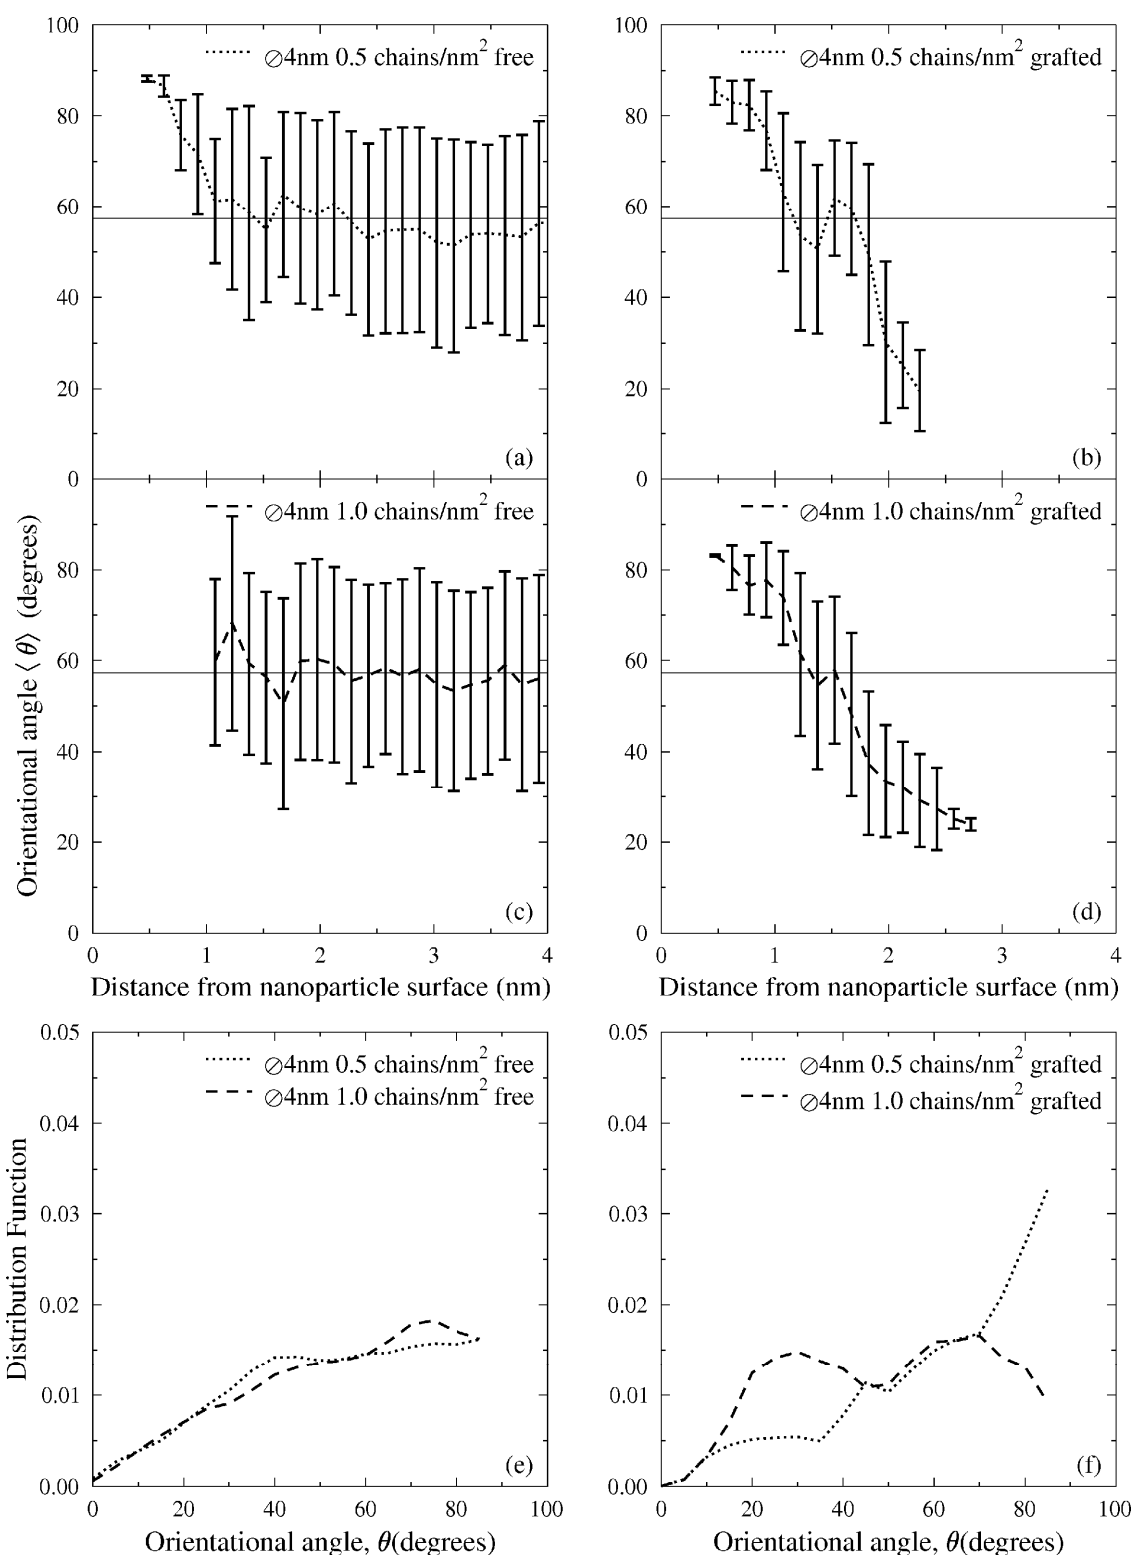 100
80
60
40
20
0
∅4nm 0.5 chains/nm² free
(a)
∅4nm 0.5 chains/nm² grafted
(b)
100
80
60
40
20
0
Orientational angle ⟨θ⟩ (degrees)
80
60
40
20
0
∅4nm 1.0 chains/nm² free
(c)
0 1 2 3 4
Distance from nanoparticle surface (nm)
80
60
40
20
0
∅4nm 1.0 chains/nm² grafted
(d)
0 1 2 3 4
Distance from nanoparticle surface (nm)
Distribution Function
0.05
0.04
0.03
0.02
0.01
0.00
∅4nm 0.5 chains/nm² free
∅4nm 1.0 chains/nm² free
(e)
0 20 40 60 80 100
Orientational angle, θ(degrees)
0.05
0.04
0.03
0.02
0.01
0.00
∅4nm 0.5 chains/nm² grafted
∅4nm 1.0 chains/nm² grafted
(f)
0 20 40 60 80 100
Orientational angle, θ(degrees)